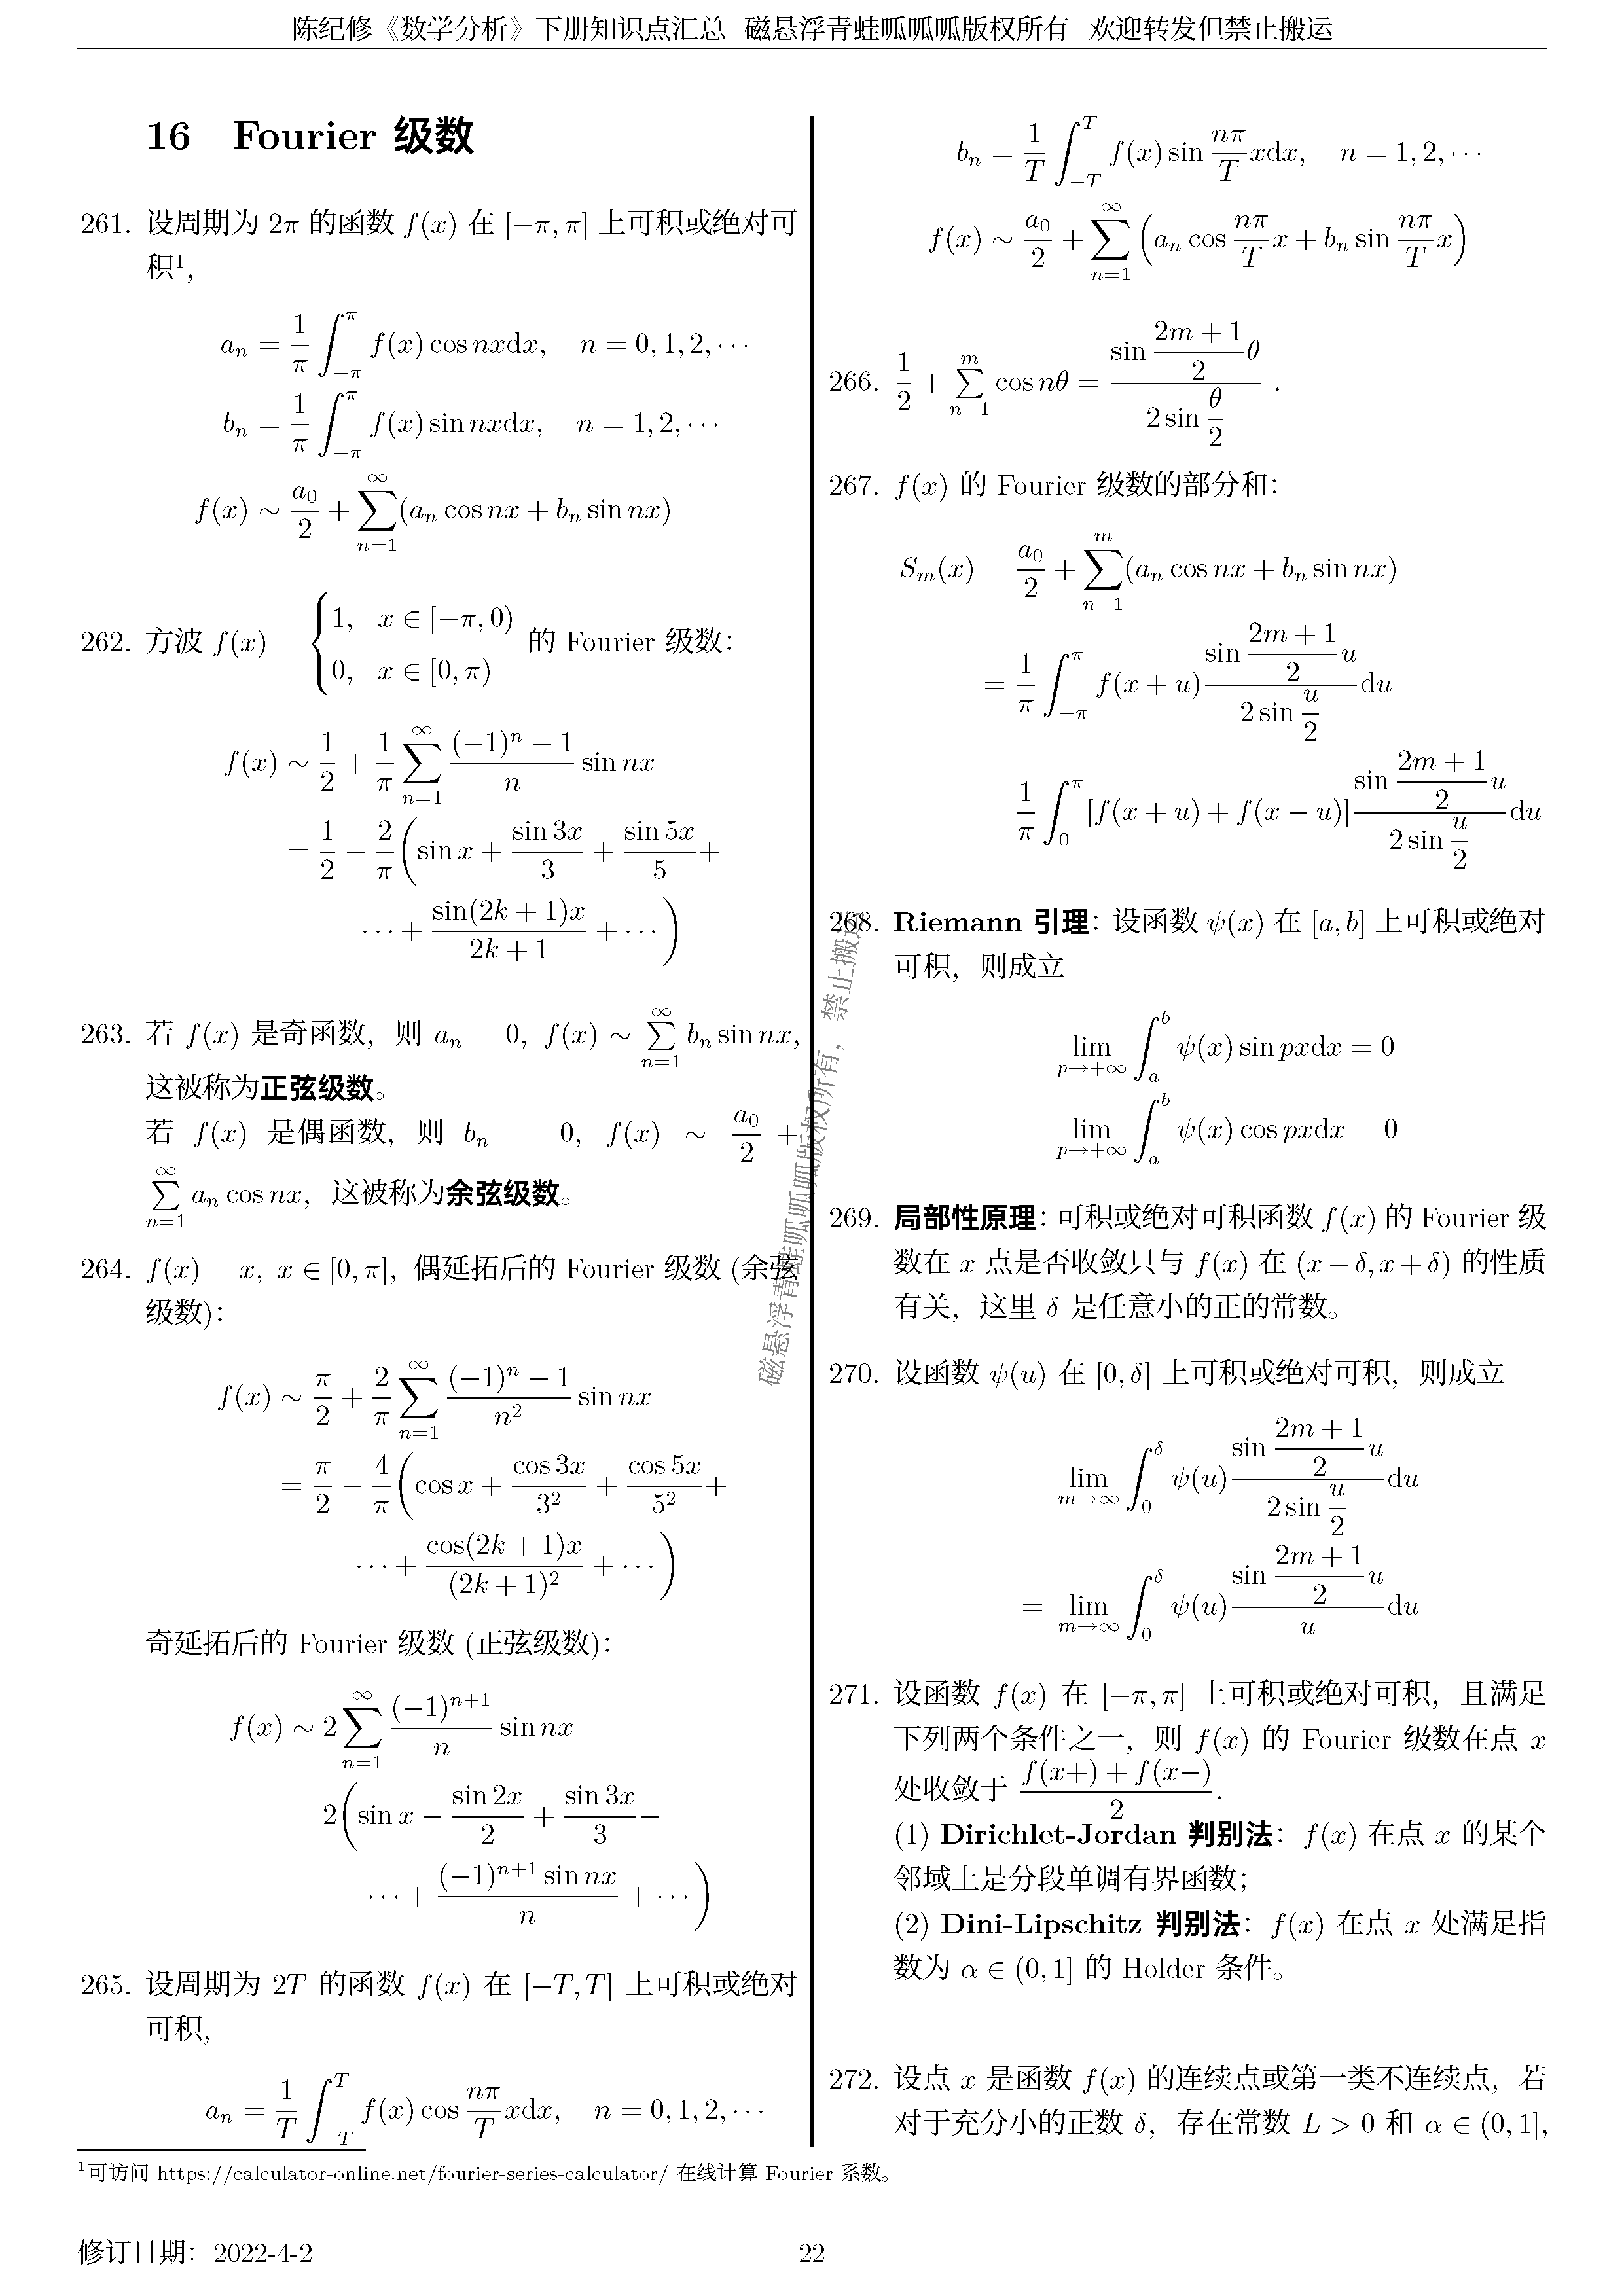 陈纪修《数学分析》下册知识点汇总 磁悬浮青蛙呱呱呱版权所有 欢迎转发但禁止搬运
16 Fourier 级数
261. 设周期为 $2\pi$ 的函数 $f(x)$ 在 $[-\pi, \pi]$ 上可积或绝对可
积$^1$,
$a_n = \frac{1}{\pi}\int_{-\pi}^{\pi} f(x)\cos nx\mathrm{d}x, \quad n = 0, 1, 2, \cdots$
$b_n = \frac{1}{\pi}\int_{-\pi}^{\pi} f(x)\sin nx\mathrm{d}x, \quad n = 1, 2, \cdots$
$f(x) \sim \frac{a_0}{2} + \sum_{n=1}^{\infty}(a_n\cos nx + b_n\sin nx)$
262. 方波 $f(x) = \begin{cases} 1, & x \in [-\pi, 0) \\ 0, & x \in [0, \pi) \end{cases}$ 的 Fourier 级数:
$f(x) \sim \frac{1}{2} + \frac{1}{\pi}\sum_{n=1}^{\infty}\frac{(-1)^n - 1}{n}\sin nx$
$= \frac{1}{2} - \frac{2}{\pi}\Big(\sin x + \frac{\sin 3x}{3} + \frac{\sin 5x}{5} +$
$\cdots + \frac{\sin(2k+1)x}{2k+1} + \cdots\Big)$
263. 若 $f(x)$ 是奇函数, 则 $a_n = 0$, $f(x) \sim \sum_{n=1}^{\infty} b_n\sin nx$,
这被称为正弦级数。
若 $f(x)$ 是偶函数, 则 $b_n = 0$, $f(x) \sim \frac{a_0}{2} +$
$\sum_{n=1}^{\infty} a_n\cos nx$, 这被称为余弦级数。
264. $f(x) = x,\ x \in [0, \pi]$, 偶延拓后的 Fourier 级数 (余弦
级数):
$f(x) \sim \frac{\pi}{2} + \frac{2}{\pi}\sum_{n=1}^{\infty}\frac{(-1)^n - 1}{n^2}\sin nx$
$= \frac{\pi}{2} - \frac{4}{\pi}\Big(\cos x + \frac{\cos 3x}{3^2} + \frac{\cos 5x}{5^2} +$
$\cdots + \frac{\cos(2k+1)x}{(2k+1)^2} + \cdots\Big)$
奇延拓后的 Fourier 级数 (正弦级数):
$f(x) \sim 2\sum_{n=1}^{\infty}\frac{(-1)^{n+1}}{n}\sin nx$
$= 2\Big(\sin x - \frac{\sin 2x}{2} + \frac{\sin 3x}{3} -$
$\cdots + \frac{(-1)^{n+1}\sin nx}{n} + \cdots\Big)$
265. 设周期为 $2T$ 的函数 $f(x)$ 在 $[-T, T]$ 上可积或绝对
可积,
$a_n = \frac{1}{T}\int_{-T}^{T} f(x)\cos\frac{n\pi}{T}x\mathrm{d}x, \quad n = 0, 1, 2, \cdots$
$b_n = \frac{1}{T}\int_{-T}^{T} f(x)\sin\frac{n\pi}{T}x\mathrm{d}x, \quad n = 1, 2, \cdots$
$f(x) \sim \frac{a_0}{2} + \sum_{n=1}^{\infty}\left(a_n\cos\frac{n\pi}{T}x + b_n\sin\frac{n\pi}{T}x\right)$
266. $\frac{1}{2} + \sum_{n=1}^{m}\cos n\theta = \frac{\sin\frac{2m+1}{2}\theta}{2\sin\frac{\theta}{2}}$ .
267. $f(x)$ 的 Fourier 级数的部分和:
$S_m(x) = \frac{a_0}{2} + \sum_{n=1}^{m}(a_n\cos nx + b_n\sin nx)$
$= \frac{1}{\pi}\int_{-\pi}^{\pi} f(x+u)\frac{\sin\frac{2m+1}{2}u}{2\sin\frac{u}{2}}\mathrm{d}u$
$= \frac{1}{\pi}\int_{0}^{\pi}[f(x+u) + f(x-u)]\frac{\sin\frac{2m+1}{2}u}{2\sin\frac{u}{2}}\mathrm{d}u$
268. Riemann 引理: 设函数 $\psi(x)$ 在 $[a, b]$ 上可积或绝对
可积, 则成立
$\lim_{p\to+\infty}\int_a^b \psi(x)\sin px\mathrm{d}x = 0$
$\lim_{p\to+\infty}\int_a^b \psi(x)\cos px\mathrm{d}x = 0$
269. 局部性原理: 可积或绝对可积函数 $f(x)$ 的 Fourier 级
数在 $x$ 点是否收敛只与 $f(x)$ 在 $(x-\delta, x+\delta)$ 的性质
有关, 这里 $\delta$ 是任意小的正的常数。
270. 设函数 $\psi(u)$ 在 $[0, \delta]$ 上可积或绝对可积, 则成立
$\lim_{m\to\infty}\int_0^{\delta}\psi(u)\frac{\sin\frac{2m+1}{2}u}{2\sin\frac{u}{2}}\mathrm{d}u$
$= \lim_{m\to\infty}\int_0^{\delta}\psi(u)\frac{\sin\frac{2m+1}{2}u}{u}\mathrm{d}u$
271. 设函数 $f(x)$ 在 $[-\pi, \pi]$ 上可积或绝对可积, 且满足
下列两个条件之一, 则 $f(x)$ 的 Fourier 级数在点 $x$
处收敛于 $\frac{f(x+)+f(x-)}{2}$.
(1) Dirichlet-Jordan 判别法: $f(x)$ 在点 $x$ 的某个
邻域上是分段单调有界函数;
(2) Dini-Lipschitz 判别法: $f(x)$ 在点 $x$ 处满足指
数为 $\alpha \in (0, 1]$ 的 Holder 条件。
272. 设点 $x$ 是函数 $f(x)$ 的连续点或第一类不连续点, 若
对于充分小的正数 $\delta$, 存在常数 $L > 0$ 和 $\alpha \in (0, 1]$,
磁悬浮青蛙呱呱呱版权所有, 禁止搬运
$^1$可访问 https://calculator-online.net/fourier-series-calculator/ 在线计算 Fourier 系数。
修订日期: 2022-4-2
22